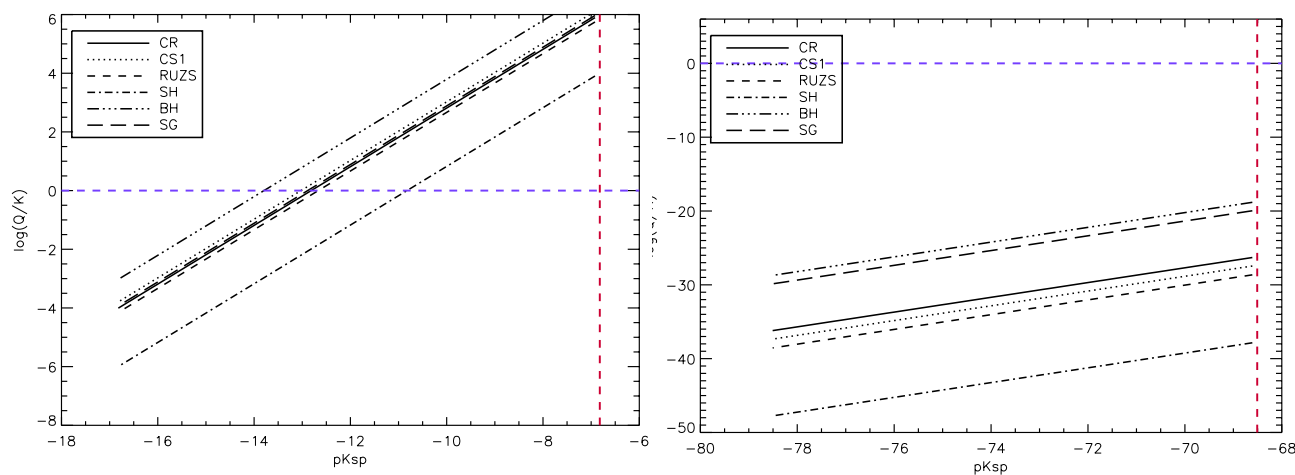 6
4
2
0
−2
−4
−6
−8
log(Q/K)
CR
CS1
RUZS
SH
BH
SG
−18
−16
−14
−12
−10
−8
−6
pKsp
0
−10
−20
−30
−40
−50
CR
CS1
RUZS
SH
BH
SG
−80
−78
−76
−74
−72
−70
−68
pKsp